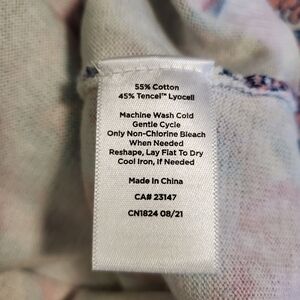 55% Cotton
45% Tencel™ Lyocell
Machine Wash Cold
Gentle Cycle
Only Non-Chlorine Bleach
When Needed
Reshape, Lay Flat To Dry
Cool Iron, If Needed
Made In China
CA# 23147
CN1824 08/21